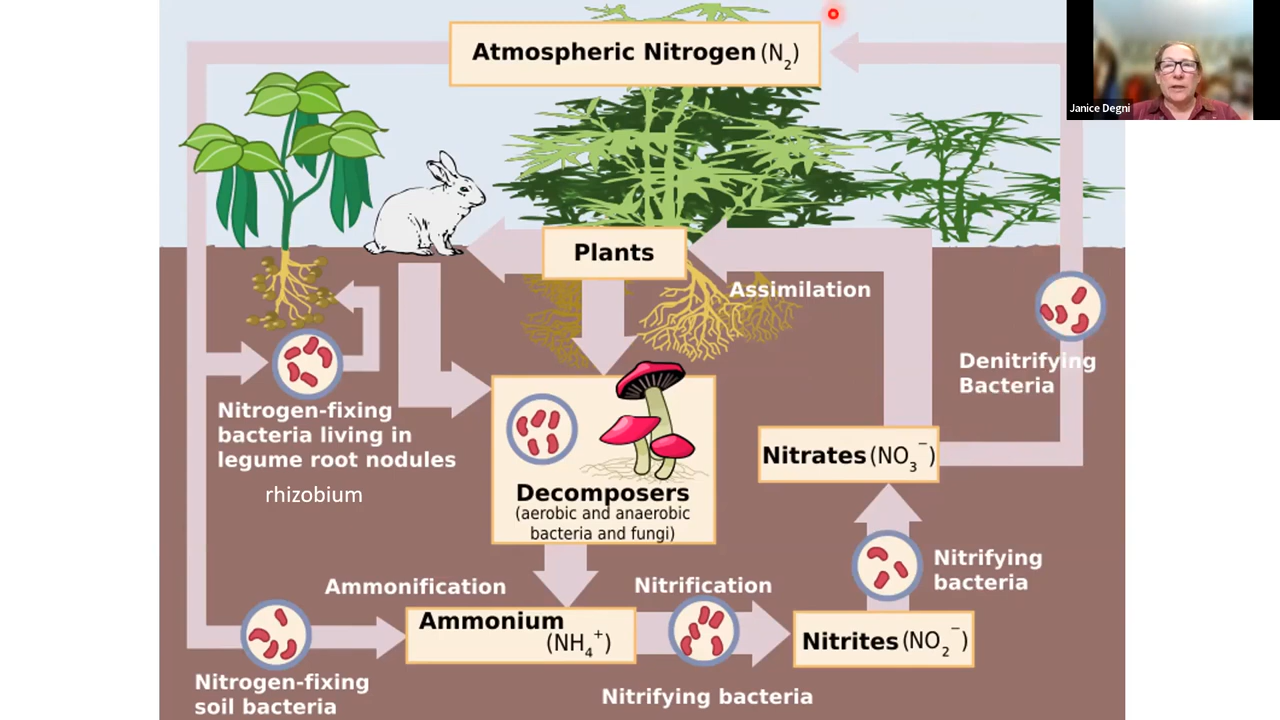 Atmospheric Nitrogen (N₂)
Janice Degni
Plants
Assimilation
Denitrifying
Bacteria
Nitrogen-fixing
bacteria living in
legume root nodules
rhizobium
Nitrates (NO₃⁻)
Decomposers
(aerobic and anaerobic
bacteria and fungi)
Nitrifying
bacteria
Ammonification
Nitrification
Ammonium
(NH₄⁺)
Nitrites (NO₂⁻)
Nitrogen-fixing
soil bacteria
Nitrifying bacteria